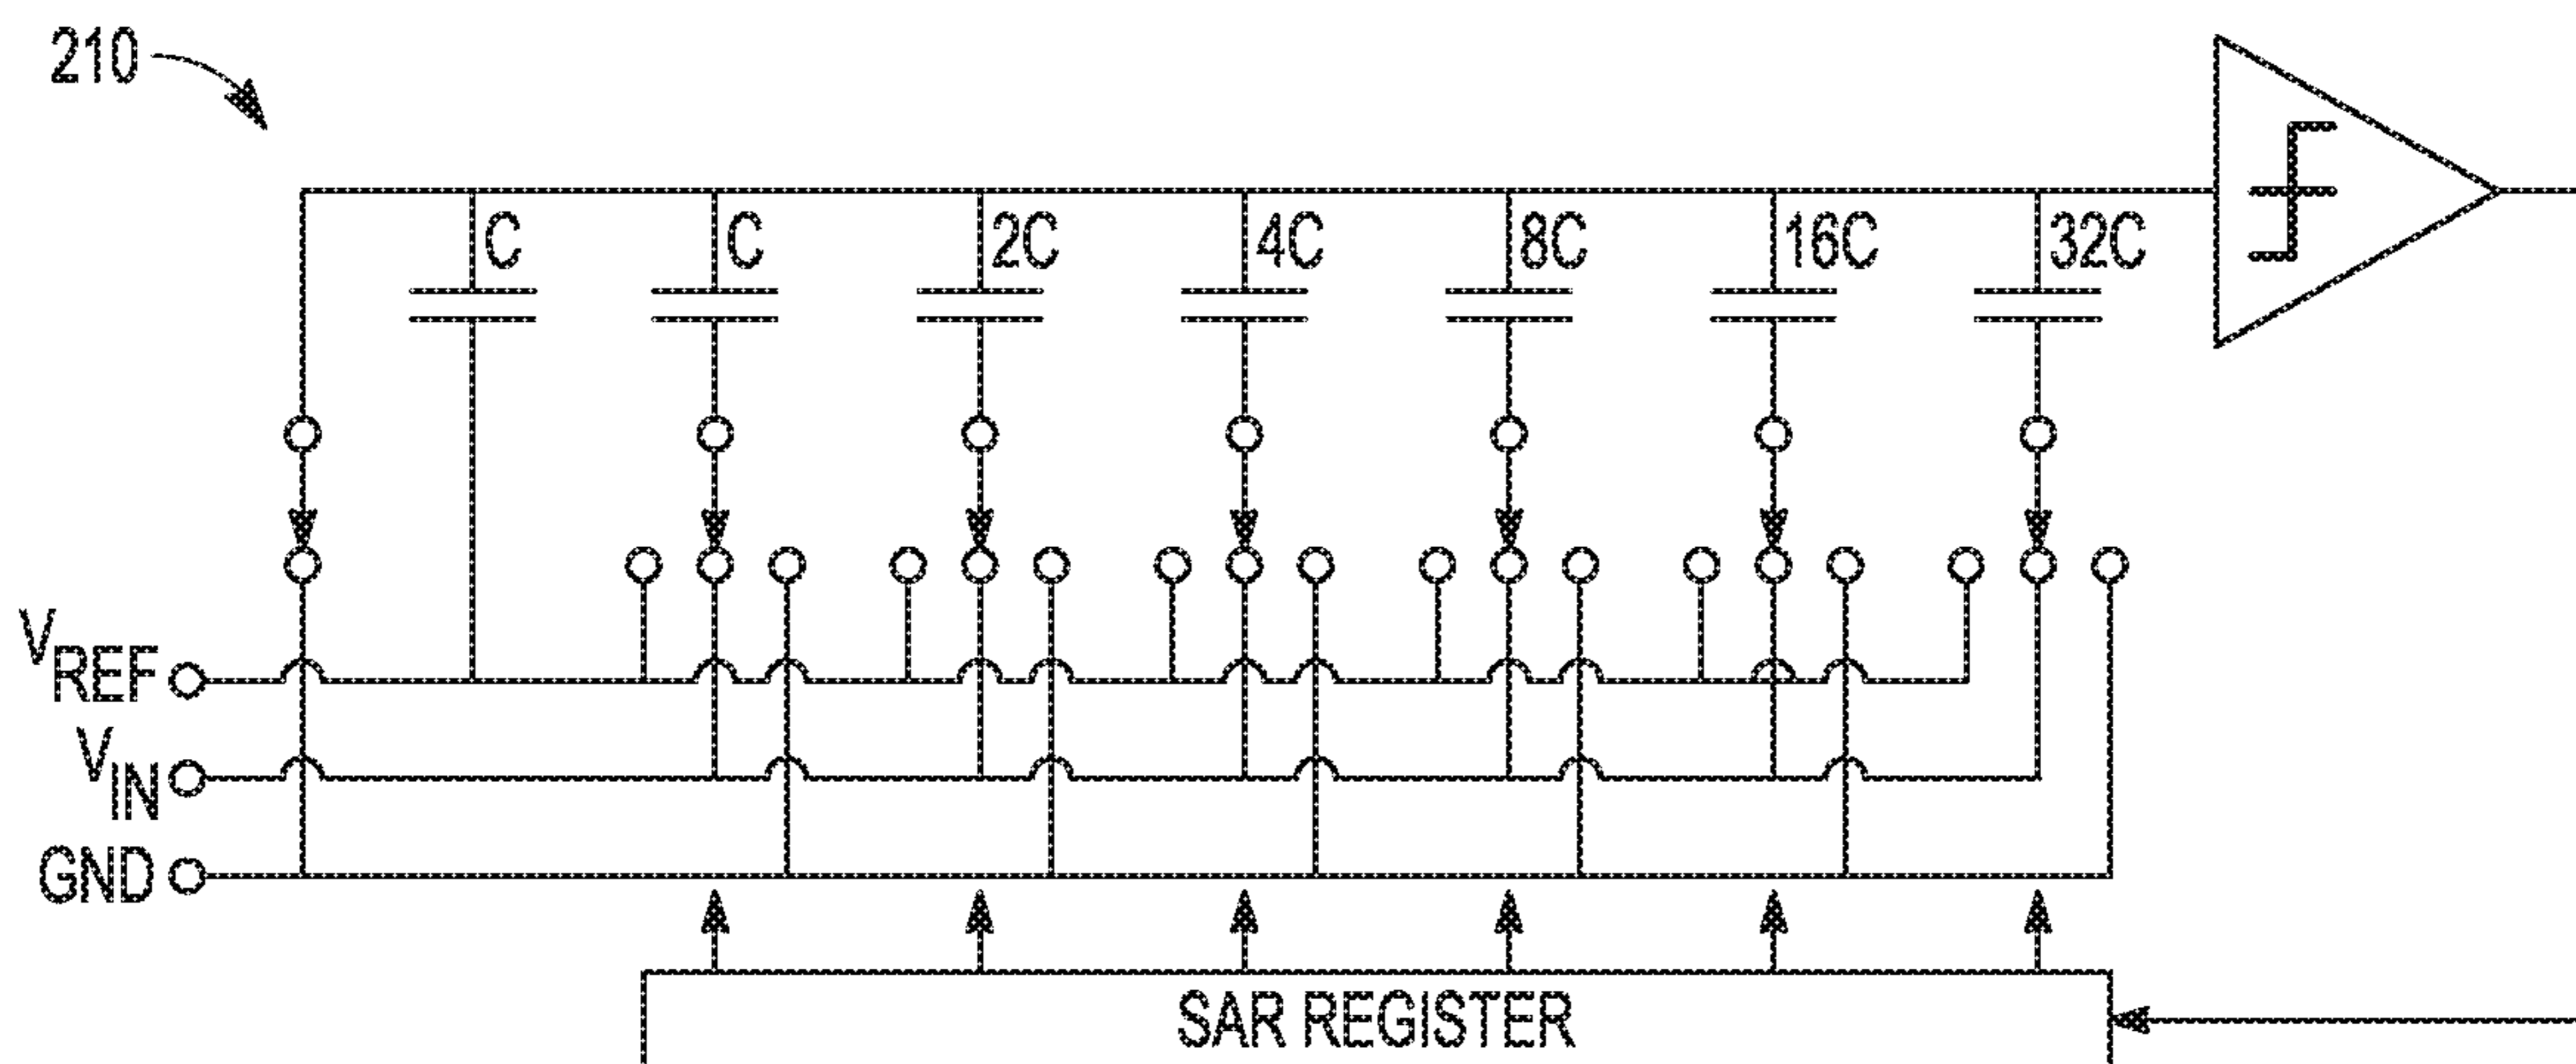 210
C C 2C 4C 8C 16C 32C
VREF
VIN
GND
SAR REGISTER